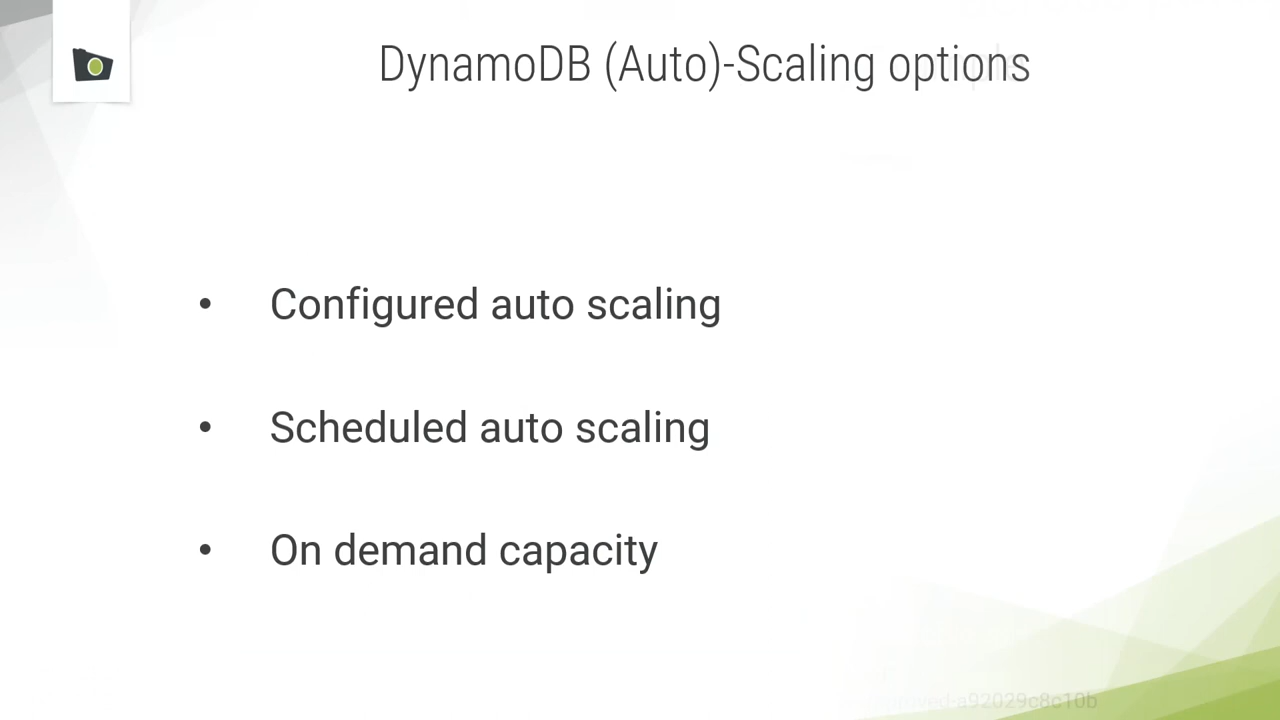 DynamoDB (Auto)-Scaling options
• Configured auto scaling
• Scheduled auto scaling
• On demand capacity